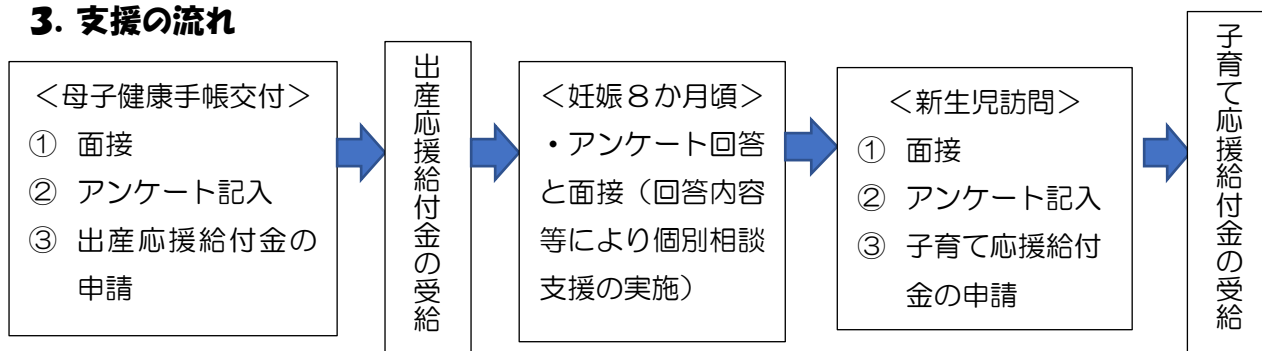 3. 支援の流れ
＜母子健康手帳交付＞
① 面接
② アンケート記入
③ 出産応援給付金の
申請
出産応援給付金の受給
＜妊娠８か月頃＞
・アンケート回答
と面接（回答内容
等により個別相談
支援の実施）
＜新生児訪問＞
① 面接
② アンケート記入
③ 子育て応援給付
金の申請
子育て応援給付金の受給